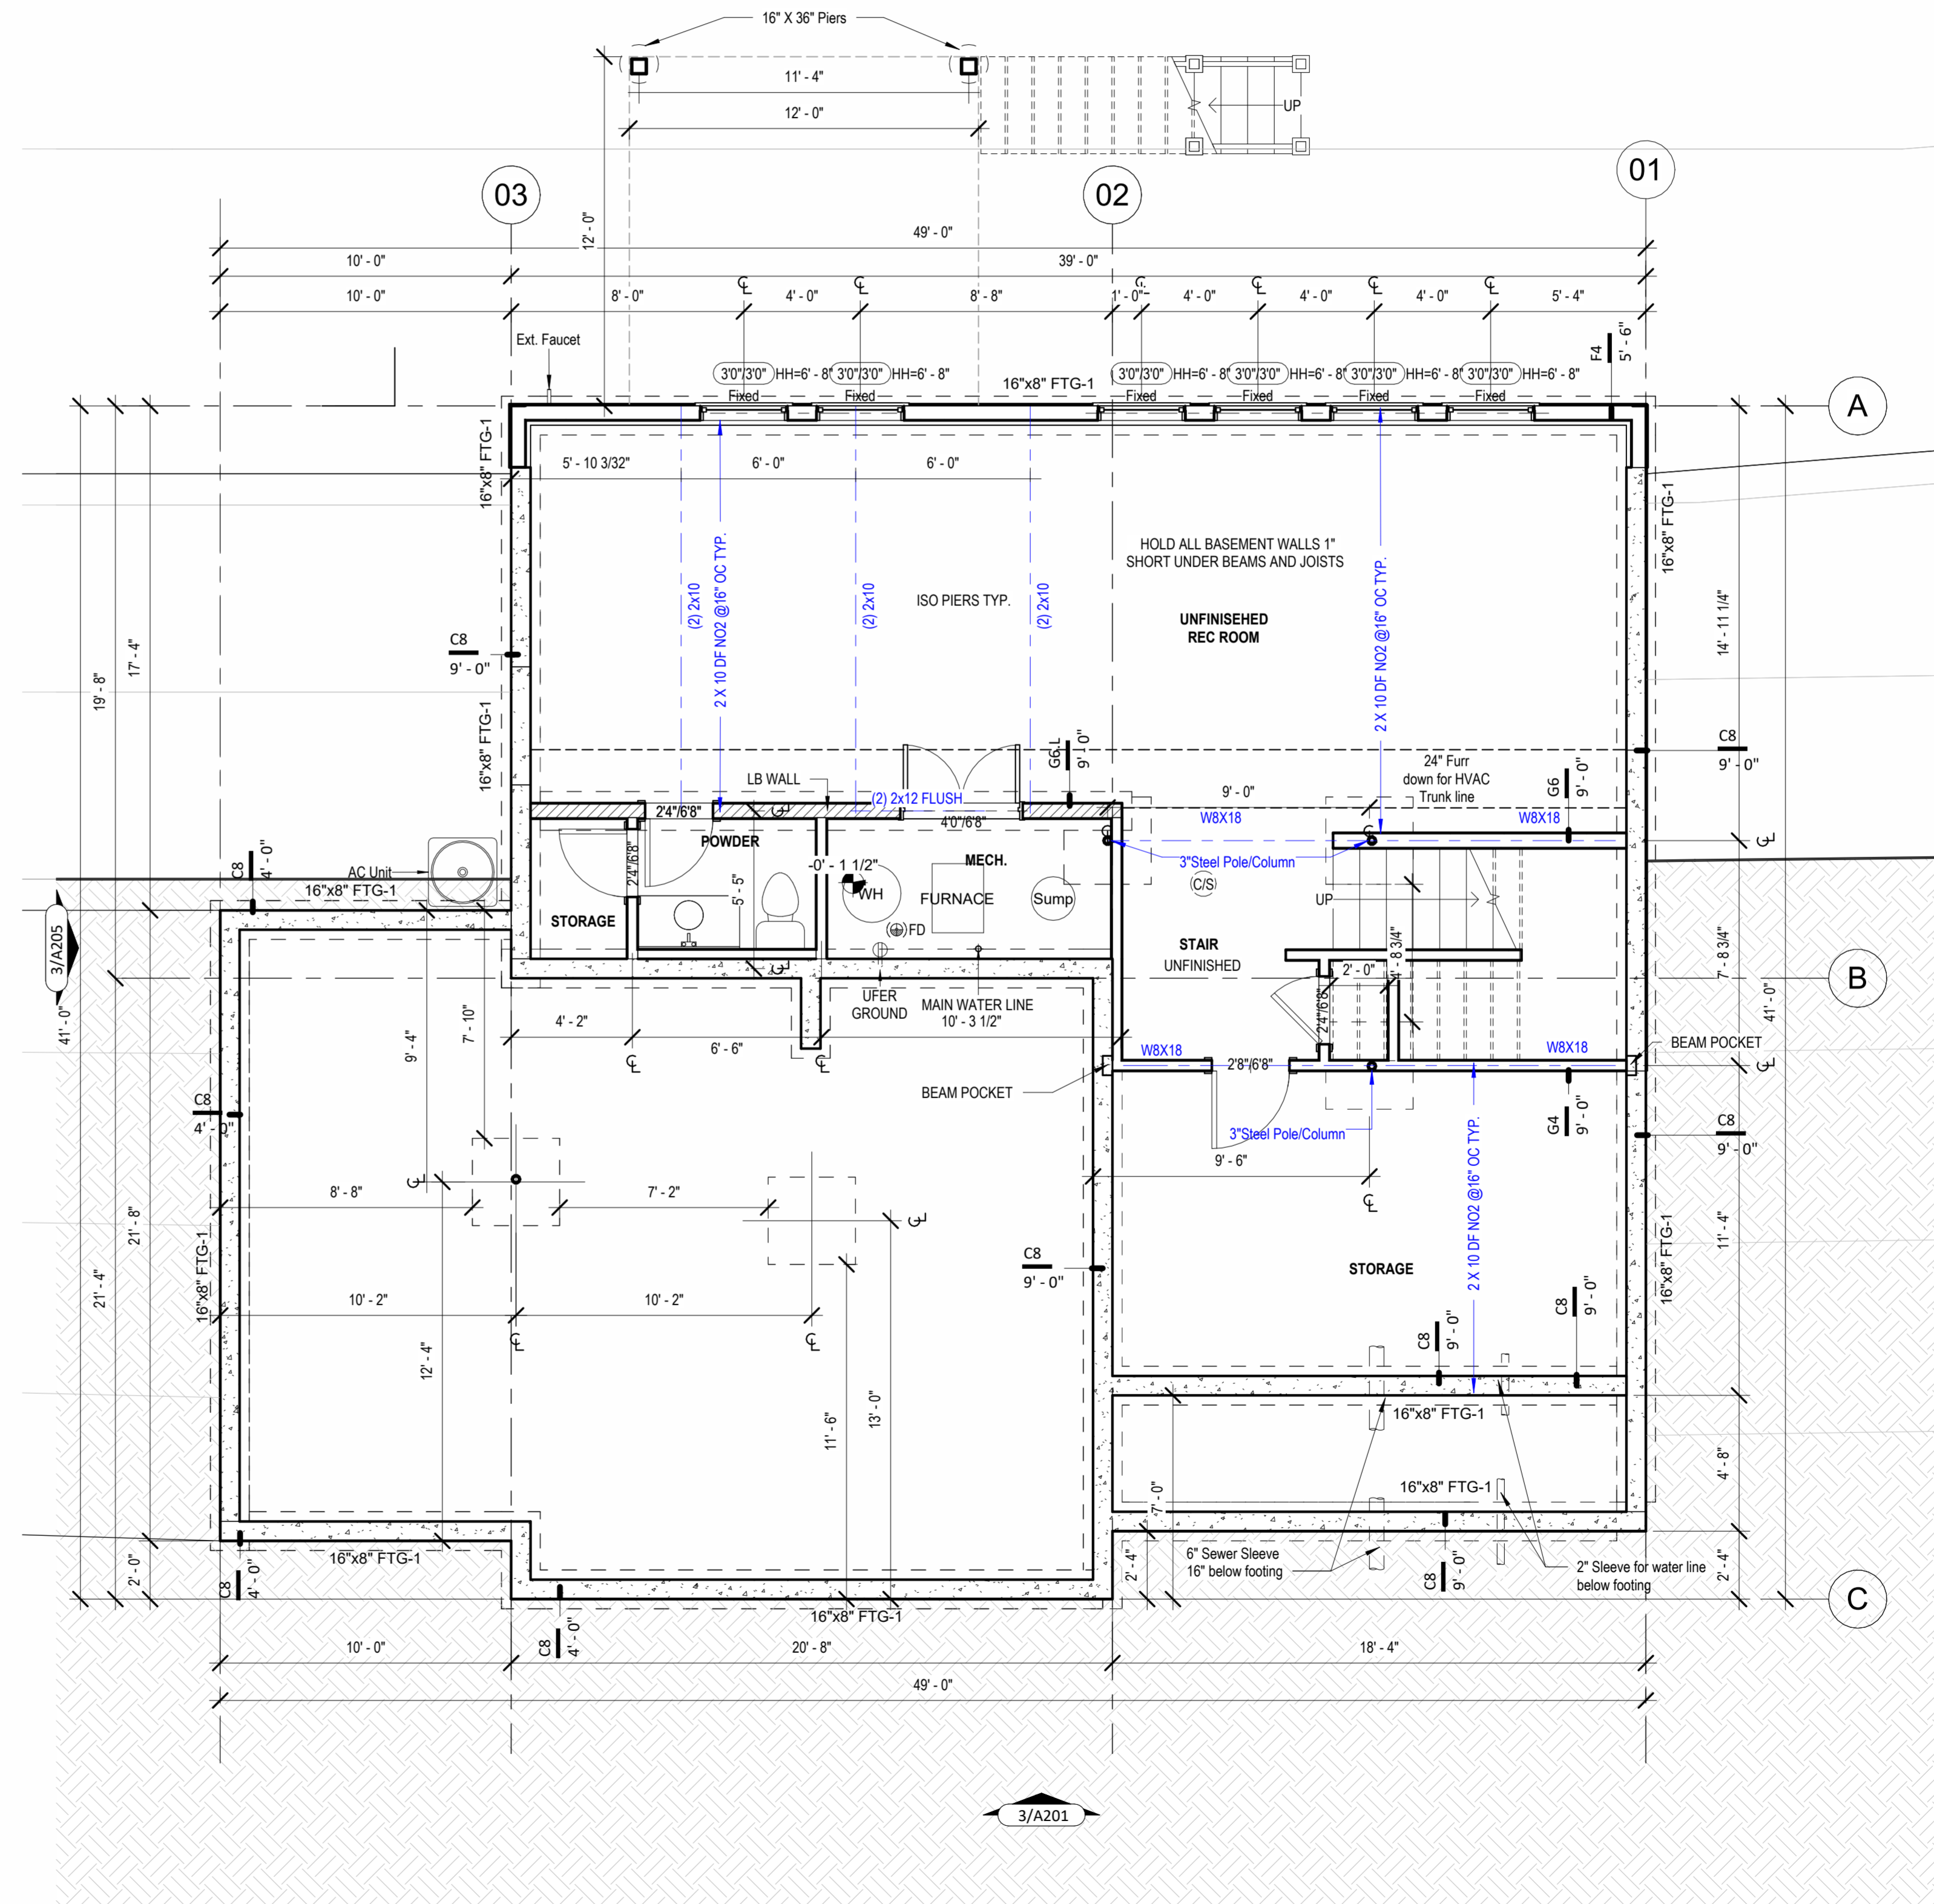 16" X 36" Piers
11' - 4"
12' - 0"
UP
12' - 0"
03
02
01
49' - 0"
10' - 0"
39' - 0"
10' - 0"
8' - 0"
4' - 0"
8' - 8"
1' - 0"
4' - 0"
4' - 0"
4' - 0"
5' - 4"
Ext. Faucet
3'0"/3'0" HH=6' - 8" 3'0"/3'0" HH=6' - 8"
Fixed Fixed
16"x8" FTG-1
3'0"/3'0" HH=6' - 8" 3'0"/3'0" HH=6' - 8" 3'0"/3'0" HH=6' - 8" 3'0"/3'0" HH=6' - 8"
Fixed Fixed Fixed Fixed
F4
5' - 6"
A
16"x8" FTG-1
5' - 10 3/32"
6' - 0"
6' - 0"
16"x8" FTG-1
HOLD ALL BASEMENT WALLS 1"
SHORT UNDER BEAMS AND JOISTS
(2) 2x10
2 X 10 DF NO2 @16" OC TYP.
(2) 2x10
ISO PIERS TYP.
(2) 2x10
UNFINISEHED
REC ROOM
2 X 10 DF NO2 @16" OC TYP.
14' - 11 1/4"
19' - 8"
17' - 4"
C8
9' - 0"
16"x8" FTG-1
C8
9' - 0"
G6.L
9' - 0"
24" Furr
down for HVAC
Trunk line
G6
9' - 0"
LB WALL
(2) 2x12 FLUSH
9' - 0"
2'4"/6'8"
4'0"/6'8"
W8X18
W8X18
POWDER
-0' - 1 1/2"
MECH.
3"Steel Pole/Column
2'4"/6'8"
5' - 5"
WH
FURNACE
Sump
C/S
UP
AC Unit
C8
4' - 0"
16"x8" FTG-1
STORAGE
FD
STAIR
UNFINISHED
4' - 8 3/4"
7' - 8 3/4"
3/A205
B
41' - 0"
41' - 0"
2' - 0"
2'4"/6'8"
UFER
GROUND
MAIN WATER LINE
10' - 3 1/2"
4' - 2"
6' - 6"
9' - 4"
7' - 10"
W8X18
W8X18
BEAM POCKET
2'8"/6'8"
BEAM POCKET
C8
4' - 0"
G4
9' - 0"
C8
9' - 0"
3"Steel Pole/Column
9' - 6"
2 X 10 DF NO2 @16" OC TYP.
8' - 8"
7' - 2"
21' - 8"
21' - 4"
16"x8" FTG-1
11' - 4"
16"x8" FTG-1
C8
9' - 0"
STORAGE
10' - 2"
10' - 2"
12' - 4"
C8
9' - 0"
C8
9' - 0"
11' - 6"
13' - 0"
16"x8" FTG-1
4' - 8"
16"x8" FTG-1
7' - 0"
2' - 0"
16"x8" FTG-1
C8
4' - 0"
2' - 4"
6" Sewer Sleeve
16" below footing
C8
9' - 0"
2" Sleeve for water line
below footing
2' - 4"
C
16"x8" FTG-1
C8
4' - 0"
10' - 0"
20' - 8"
18' - 4"
49' - 0"
3/A201